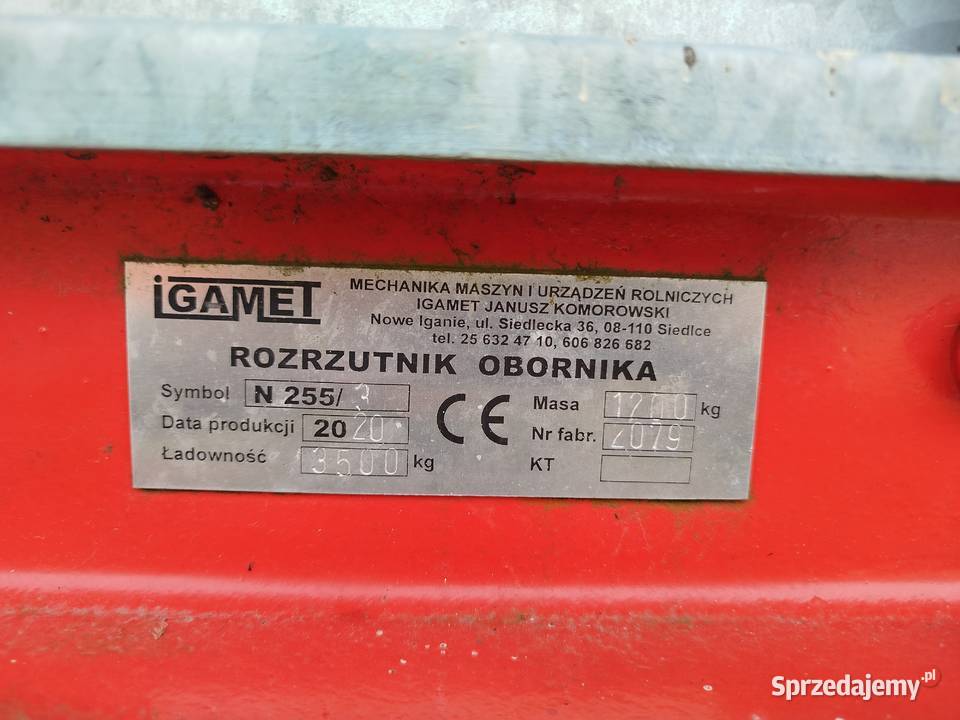 iGAMET
MECHANIKA MASZYN I URZĄDZEŃ ROLNICZYCH
IGAMET JANUSZ KOMOROWSKI
Nowe Iganie, ul. Siedlecka 36, 08-110 Siedlce
tel. 25 632 47 10, 606 826 682
ROZRZUTNIK OBORNIKA
Symbol N 255/3
Data produkcji 2020
Ładowność 3500 kg
CE
Masa kg
Nr fabr. 2079
KT
Sprzedajemy.pl